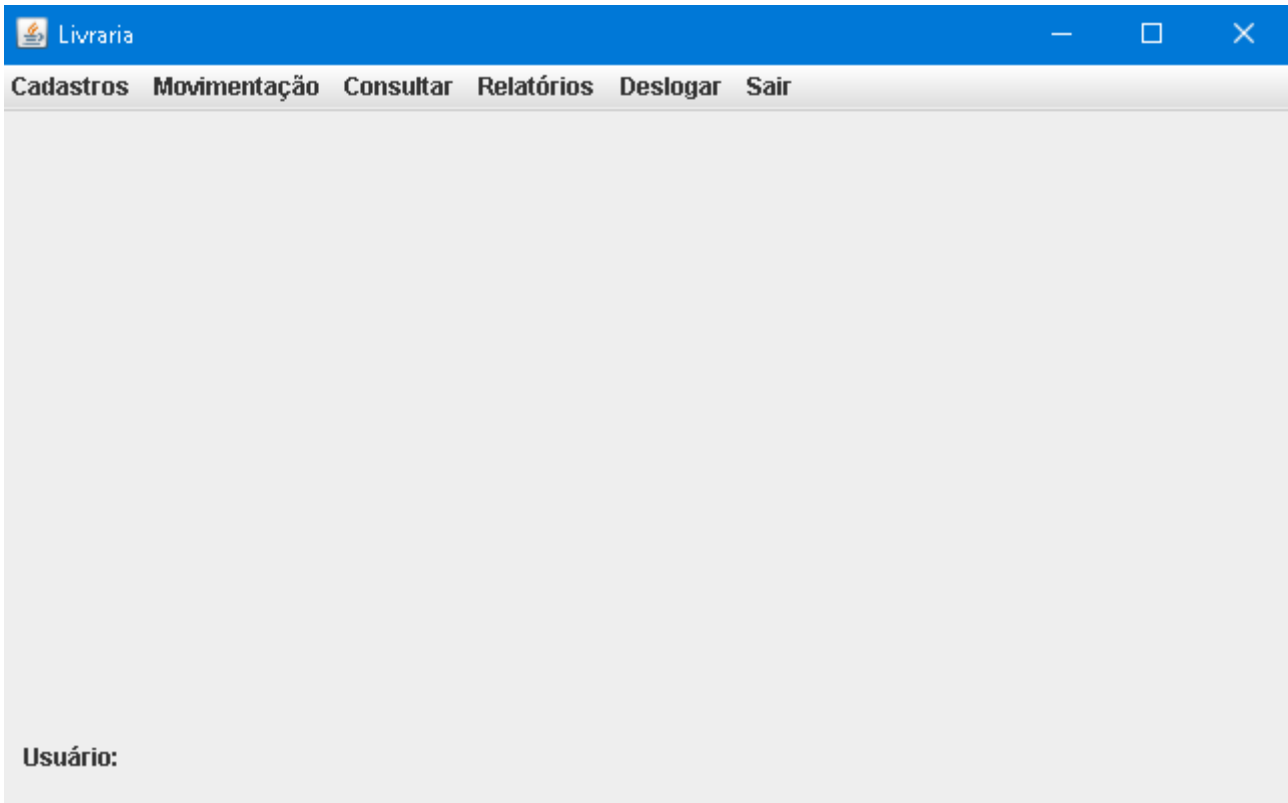 Livraria
Cadastros Movimentação Consultar Relatórios Deslogar Sair
Usuário: